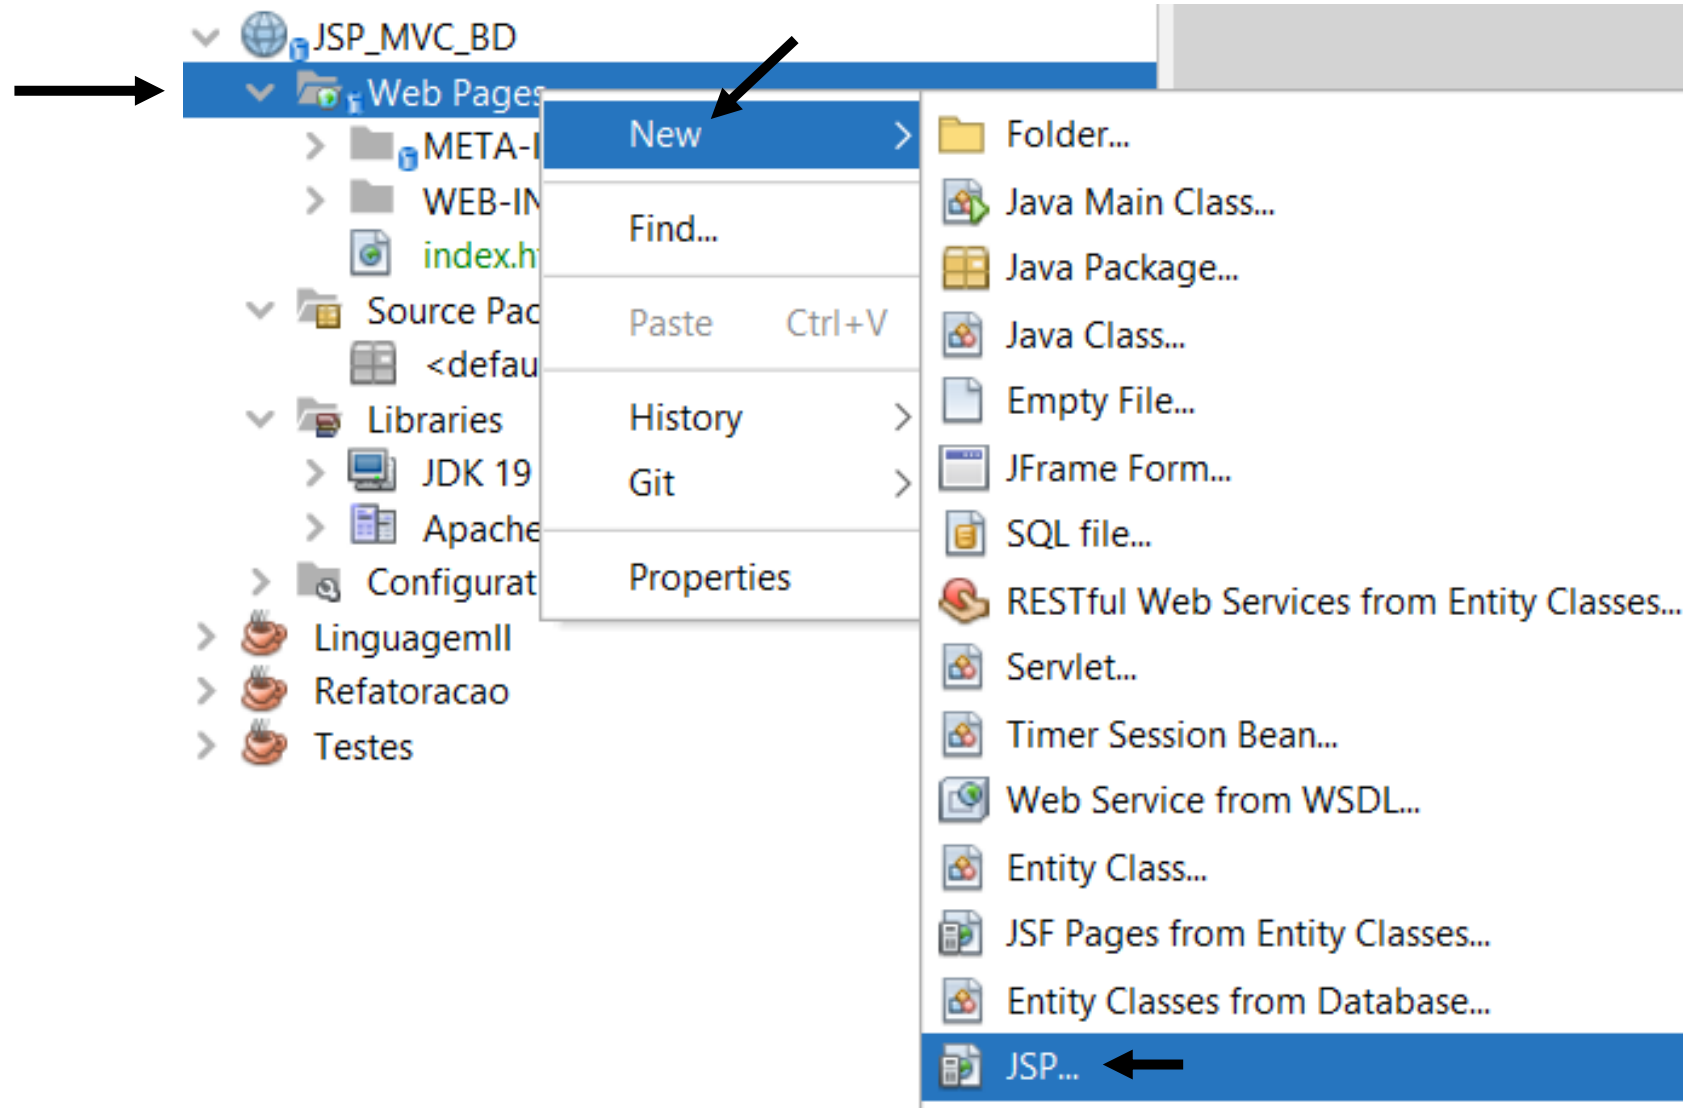 JSP_MVC_BD
Web Pages
META-I
WEB-IN
index.h
Source Pac
<defau
Libraries
JDK 19
Apache
Configurat
LinguagemII
Refatoracao
Testes
New
Find...
Paste Ctrl+V
History
Git
Properties
Folder...
Java Main Class...
Java Package...
Java Class...
Empty File...
JFrame Form...
SQL file...
RESTful Web Services from Entity Classes...
Servlet...
Timer Session Bean...
Web Service from WSDL...
Entity Class...
JSF Pages from Entity Classes...
Entity Classes from Database...
JSP...